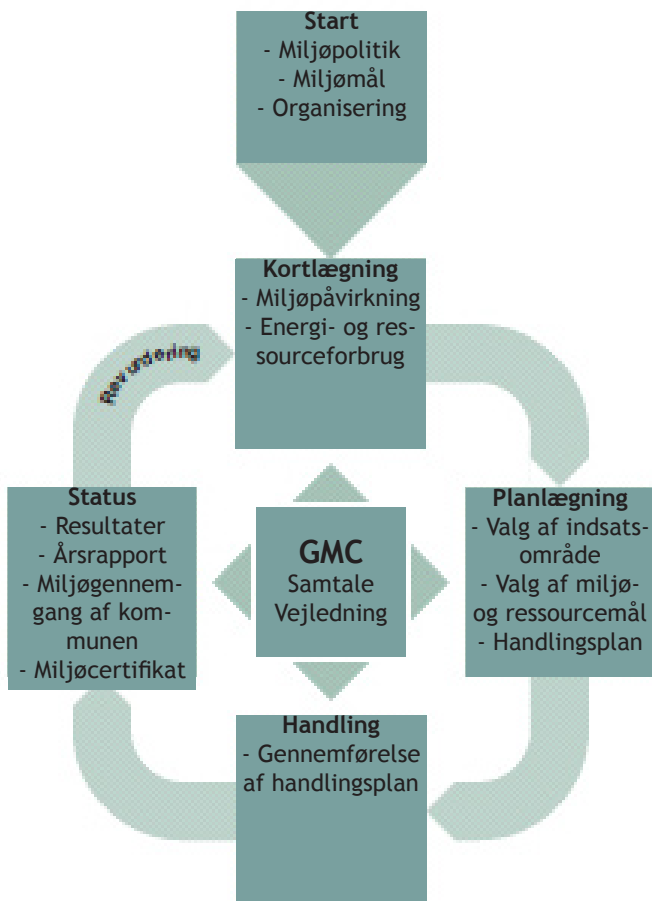 Start
- Miljøpolitik
- Miljømål
- Organisering
Kortlægning
- Miljøpåvirkning
- Energi- og res-
sourceforbrug
Revurdering
Planlægning
- Valg af indsats-
område
- Valg af miljø-
og ressourcemål
- Handlingsplan
Handling
- Gennemførelse
af handlingsplan
Status
- Resultater
- Årsrapport
- Miljøgennem-
gang af kom-
munen
- Miljøcertifikat
GMC
Samtale
Vejledning